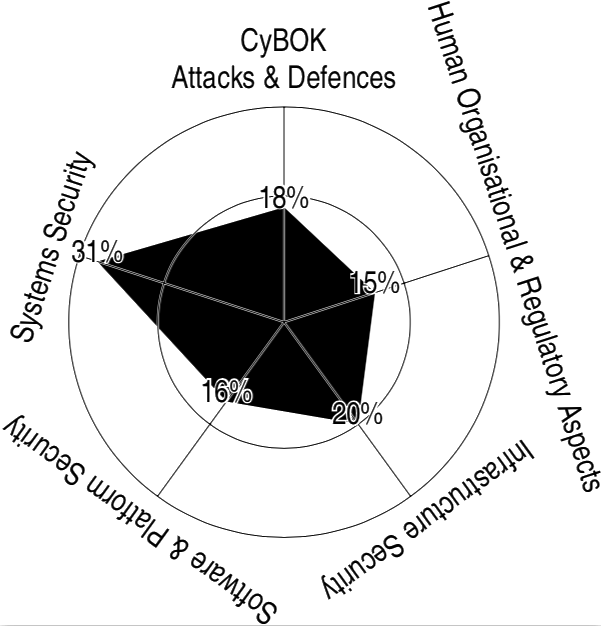 CyBOK
Attacks & Defences
Human Organisational & Regulatory Aspects
18%
Systems Security
31%
15%
16%
20%
Software & Platform Security
Infrastructure Security